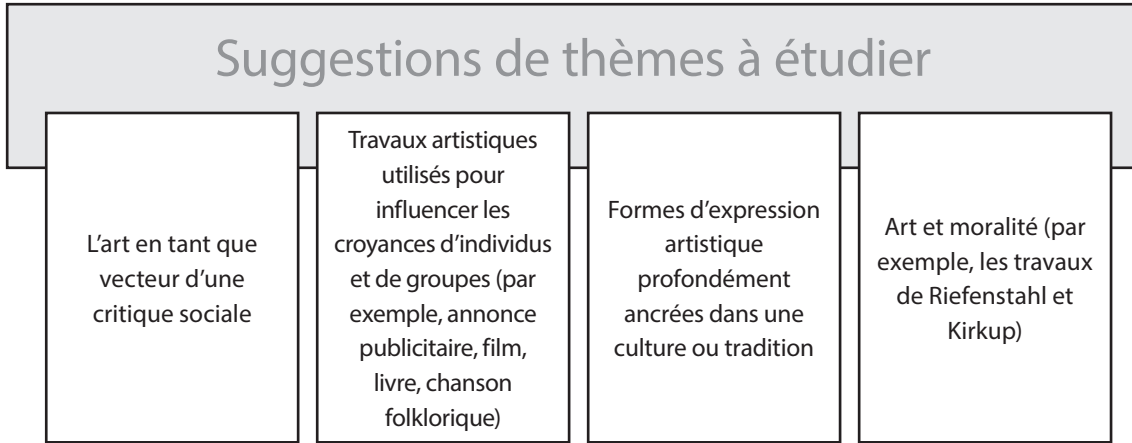 Suggestions de thèmes à étudier
L’art en tant que
vecteur d’une
critique sociale
Travaux artistiques
utilisés pour
influencer les
croyances d’individus
et de groupes (par
exemple, annonce
publicitaire, film,
livre, chanson
folklorique)
Formes d’expression
artistique
profondément
ancrées dans une
culture ou tradition
Art et moralité (par
exemple, les travaux
de Riefenstahl et
Kirkup)